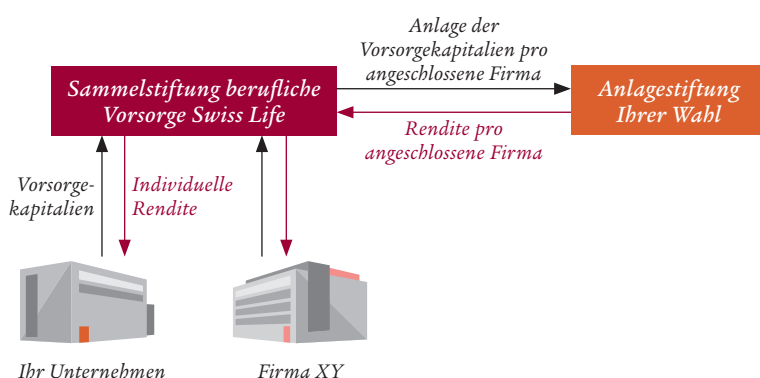 Anlage der
Vorsorgekapitalien pro
angeschlossene Firma
Sammelstiftung berufliche
Vorsorge Swiss Life
Anlagestiftung
Ihrer Wahl
Rendite pro
angeschlossene Firma
Vorsorge-
kapitalien
Individuelle
Rendite
Ihr Unternehmen
Firma XY